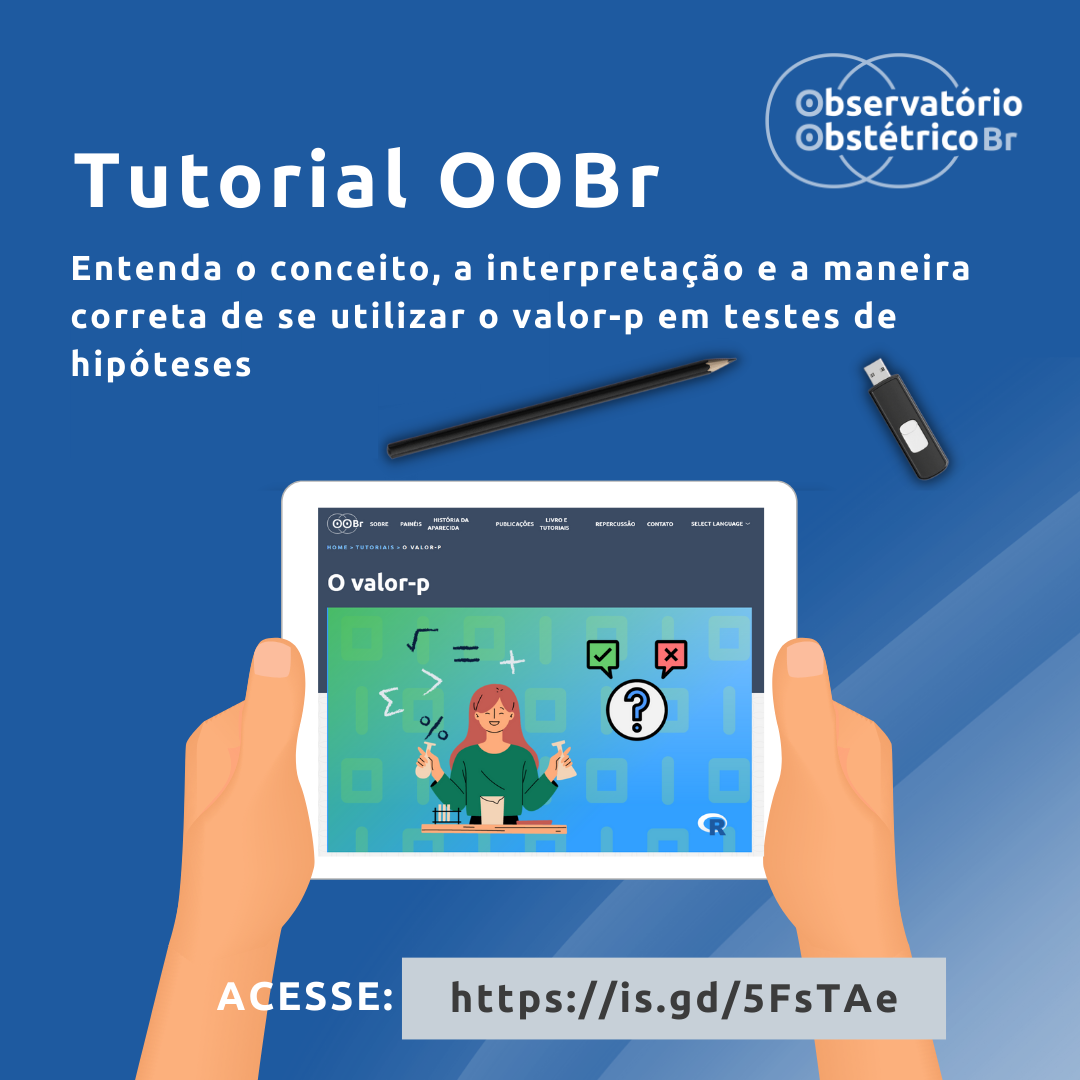 Observatório
Obstétrico Br
Tutorial OOBr
Entenda o conceito, a interpretação e a maneira
correta de se utilizar o valor-p em testes de
hipóteses
OOBr SOBRE PAINÉIS HISTÓRIA DA APARECIDA PUBLICAÇÕES LIVRO E TUTORIAIS REPERCUSSÃO CONTATO SELECT LANGUAGE
HOME » TUTORIAIS » O VALOR-P
O valor-p
√ = +
Σ >
%
?
R
ACESSE: https://is.gd/5FsTAe